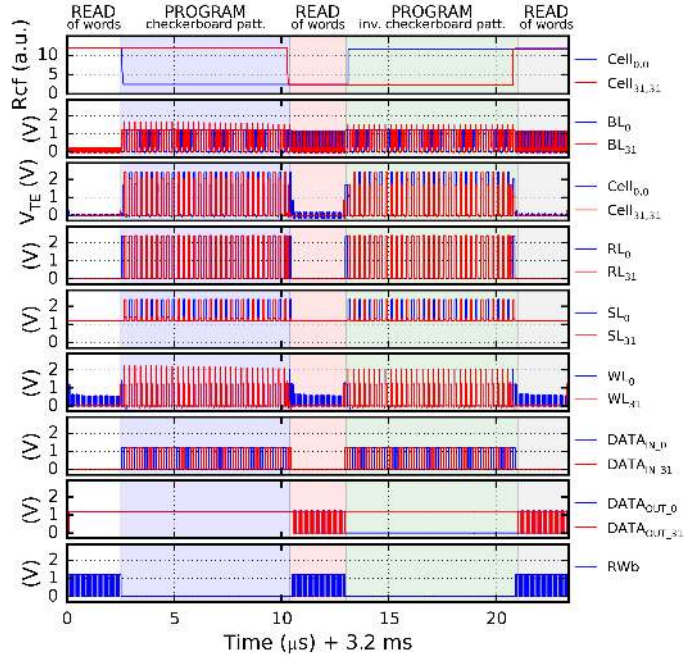 READ PROGRAM READ PROGRAM READ
of words checkerboard patt. of words inv. checkerboard patt. of words
Rcf (a.u.)
10
5
0
Cell0,0
Cell31,31
(V)
2
1
0
BL0
BL31
VTE (V)
2
1
0
Cell0,0
Cell31,31
(V)
2
1
0
RL0
RL31
(V)
2
1
0
SL0
SL31
(V)
2
1
0
WL0
WL31
(V)
2
1
0
DATAIN_0
DATAIN_31
(V)
2
1
0
DATAOUT_0
DATAOUT_31
(V)
2
1
0
RWb
0 5 10 15 20
Time (μs) + 3.2 ms